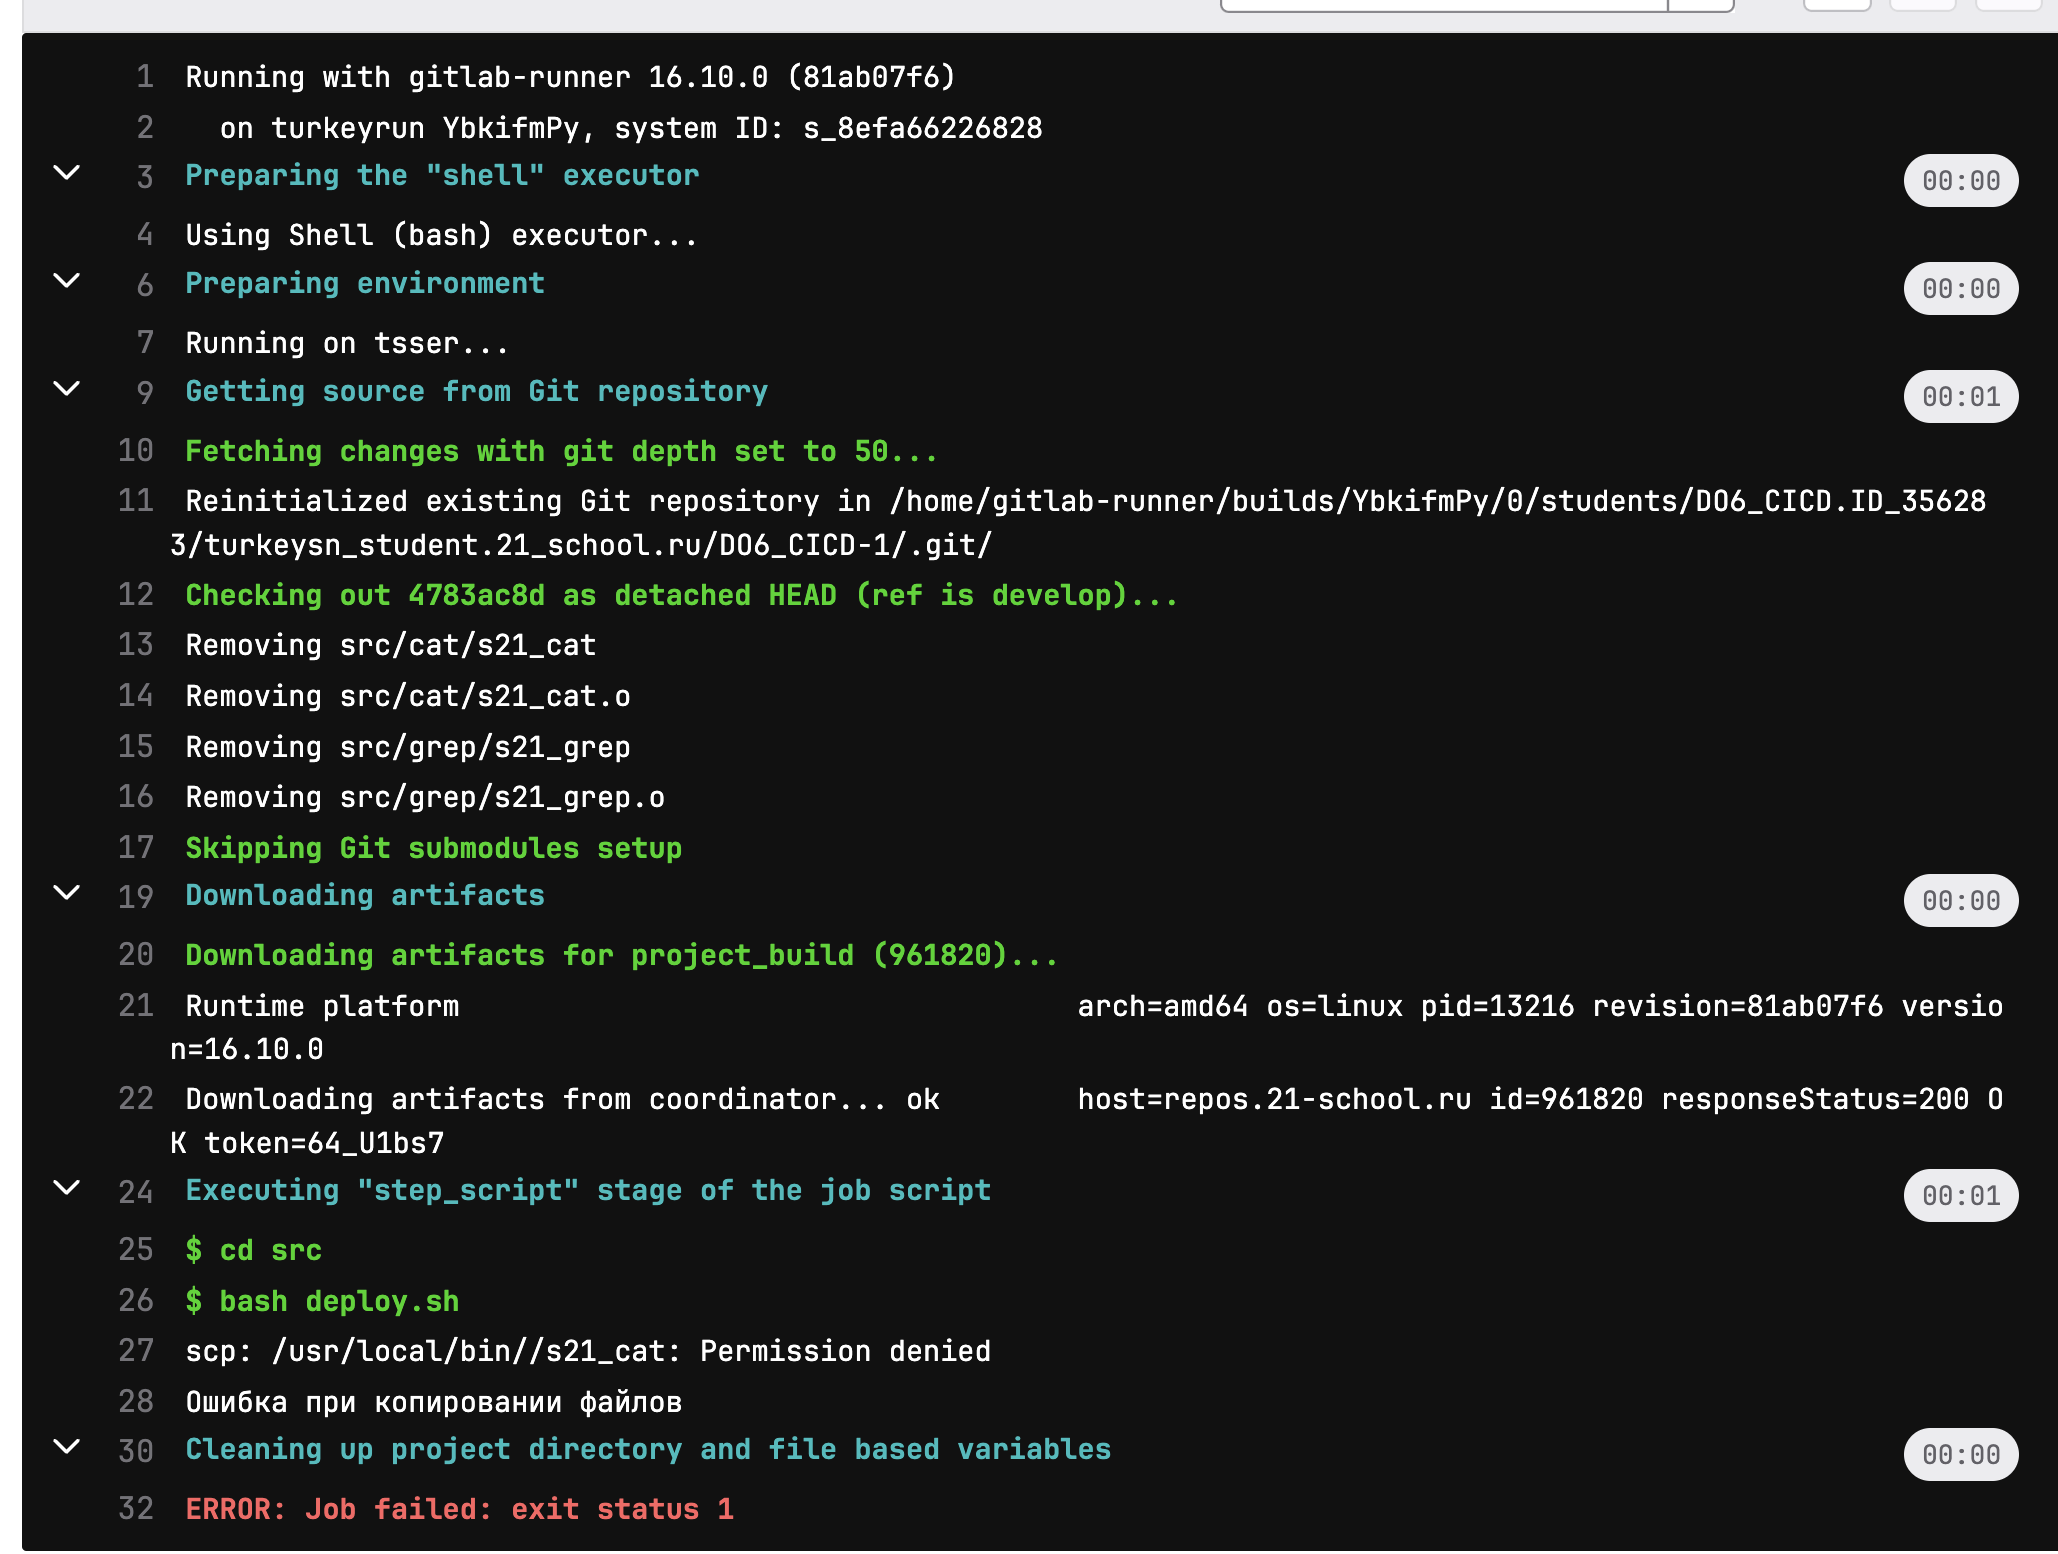 1 Running with gitlab-runner 16.10.0 (81ab07f6)
2 on turkeyrun YbkifmPy, system ID: s_8efa66226828
3 Preparing the "shell" executor 00:00
4 Using Shell (bash) executor...
6 Preparing environment 00:00
7 Running on tsser...
9 Getting source from Git repository 00:01
10 Fetching changes with git depth set to 50...
11 Reinitialized existing Git repository in /home/gitlab-runner/builds/YbkifmPy/0/students/DO6_CICD.ID_35628
3/turkeysn_student.21_school.ru/DO6_CICD-1/.git/
12 Checking out 4783ac8d as detached HEAD (ref is develop)...
13 Removing src/cat/s21_cat
14 Removing src/cat/s21_cat.o
15 Removing src/grep/s21_grep
16 Removing src/grep/s21_grep.o
17 Skipping Git submodules setup
19 Downloading artifacts 00:00
20 Downloading artifacts for project_build (961820)...
21 Runtime platform arch=amd64 os=linux pid=13216 revision=81ab07f6 versio
n=16.10.0
22 Downloading artifacts from coordinator... ok host=repos.21-school.ru id=961820 responseStatus=200 O
K token=64_U1bs7
24 Executing "step_script" stage of the job script 00:01
25 $ cd src
26 $ bash deploy.sh
27 scp: /usr/local/bin//s21_cat: Permission denied
28 Ошибка при копировании файлов
30 Cleaning up project directory and file based variables 00:00
32 ERROR: Job failed: exit status 1